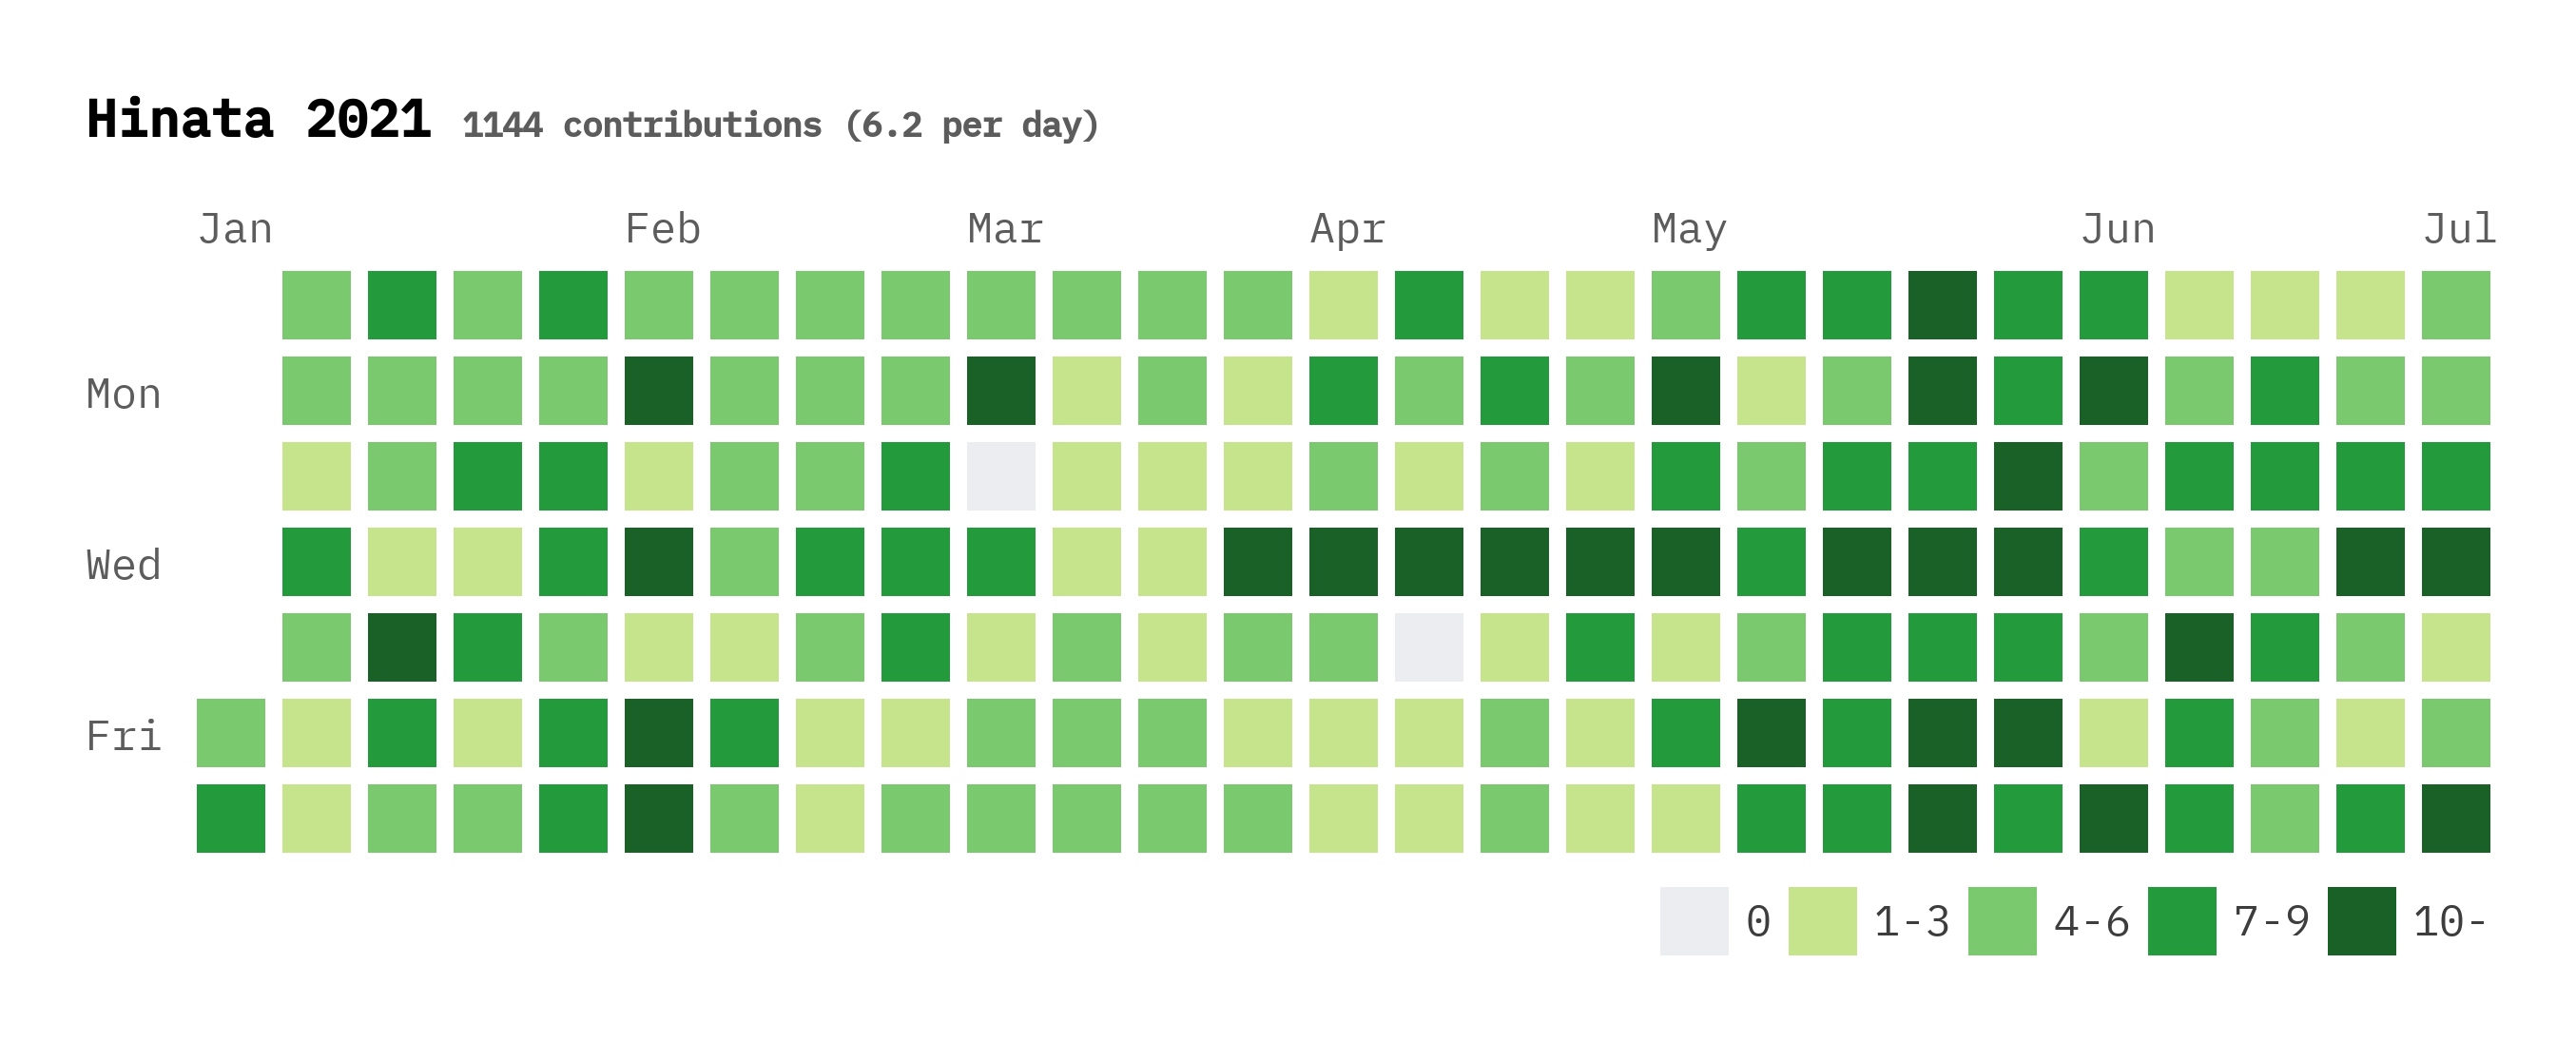 Hinata 2021 1144 contributions (6.2 per day)
Jan Feb Mar Apr May Jun Jul
Mon
Wed
Fri
0 1-3 4-6 7-9 10-